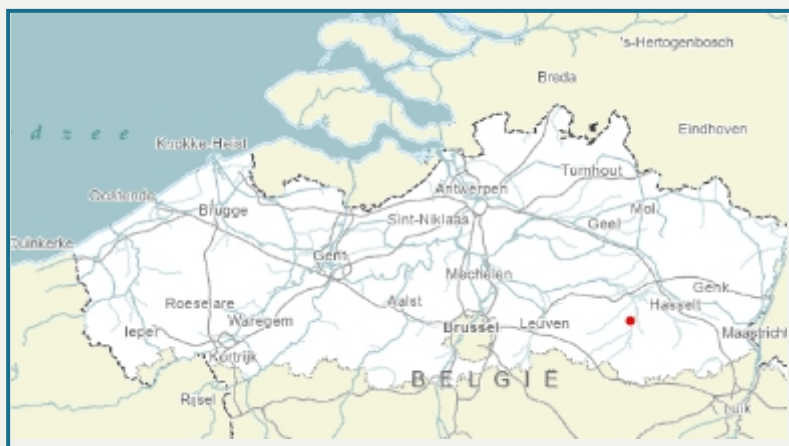 's-Hertogenbosch
Breda
Eindhoven
d z e e
Knokke-Heist
Turnhout
Antwerpen
Oostende
Mol
Brugge
Sint-Niklaas
Geel
Duinkerke
Gent
Mechelen
Genk
Roeselare
Aalst
Hasselt
Ieper
Waregem
Brussel
Leuven
Maastricht
Kortrijk
BELGIË
Rijsel
Luik